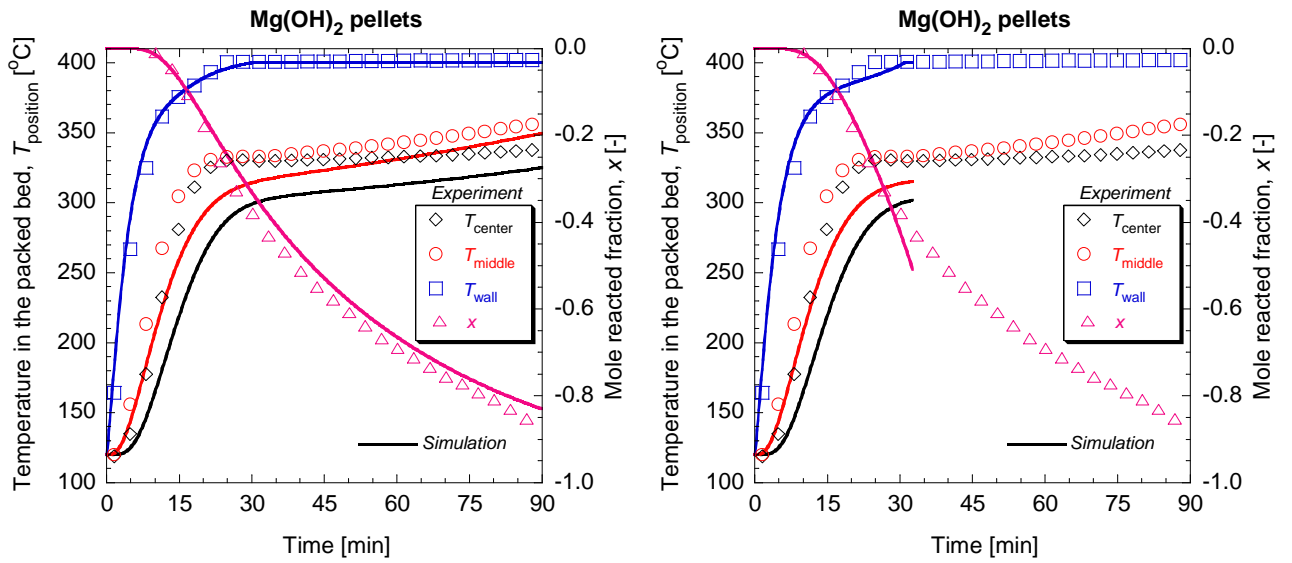 Mg(OH)2 pellets
Temperature in the packed bed, Tposition [oC]
400
350
300
250
200
150
100
0.0
-0.2
-0.4
-0.6
-0.8
-1.0
Mole reacted fraction, x [-]
Experiment
Tcenter
Tmiddle
Twall
x
Simulation
0 15 30 45 60 75 90
Time [min]
Mg(OH)2 pellets
Temperature in the packed bed, Tposition [oC]
400
350
300
250
200
150
100
0.0
-0.2
-0.4
-0.6
-0.8
-1.0
Mole reacted fraction, x [-]
Experiment
Tcenter
Tmiddle
Twall
x
Simulation
0 15 30 45 60 75 90
Time [min]